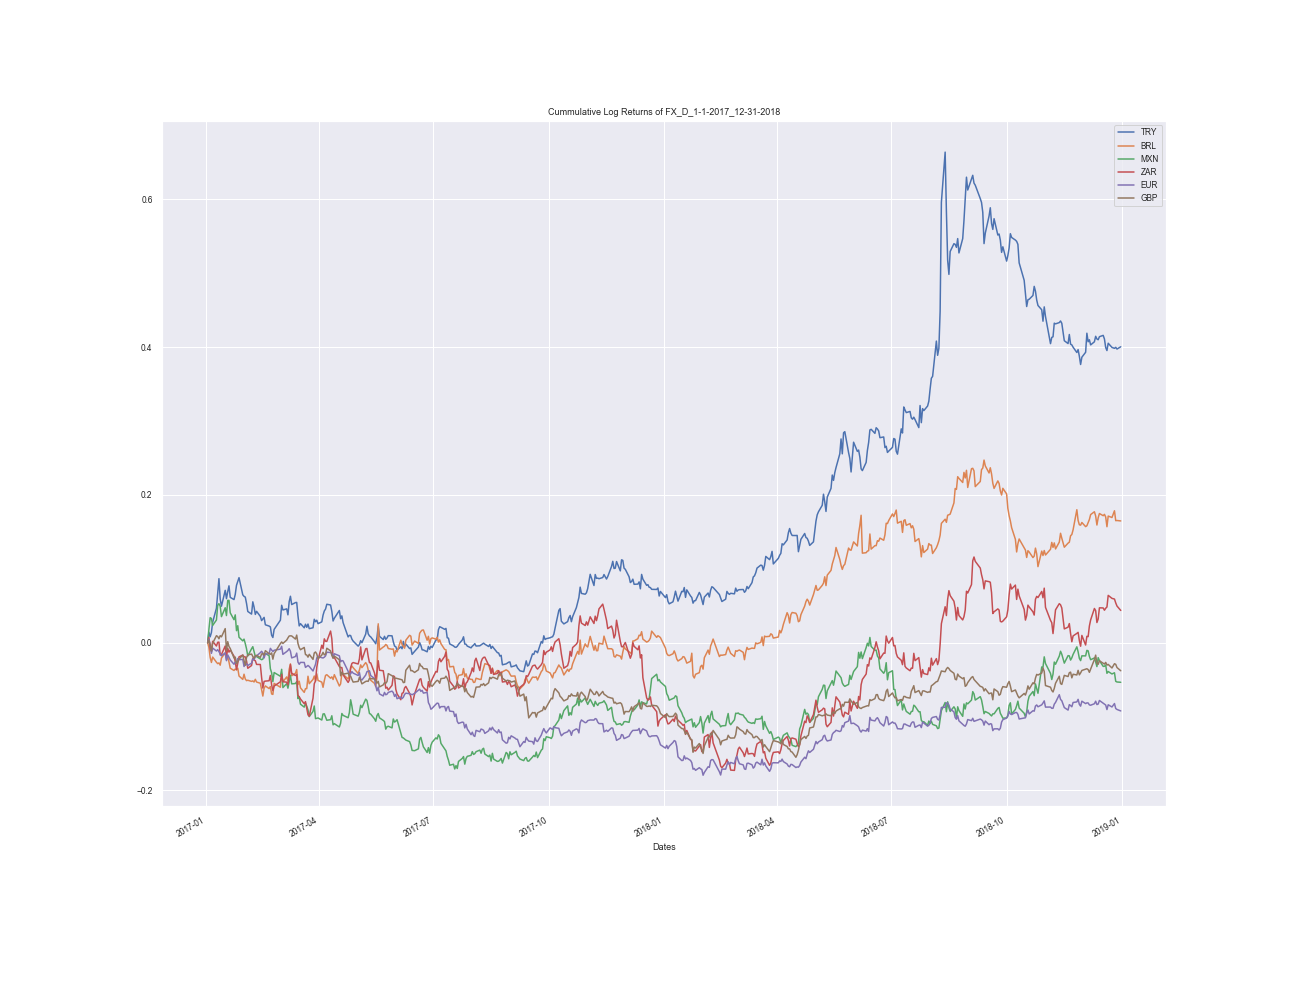 Cummulative Log Returns of FX_D_1-1-2017_12-31-2018
TRY
BRL
MXN
ZAR
EUR
GBP
0.6
0.4
0.2
0.0
−0.2
2017-01
2017-04
2017-07
2017-10
2018-01
2018-04
2018-07
2018-10
2019-01
Dates